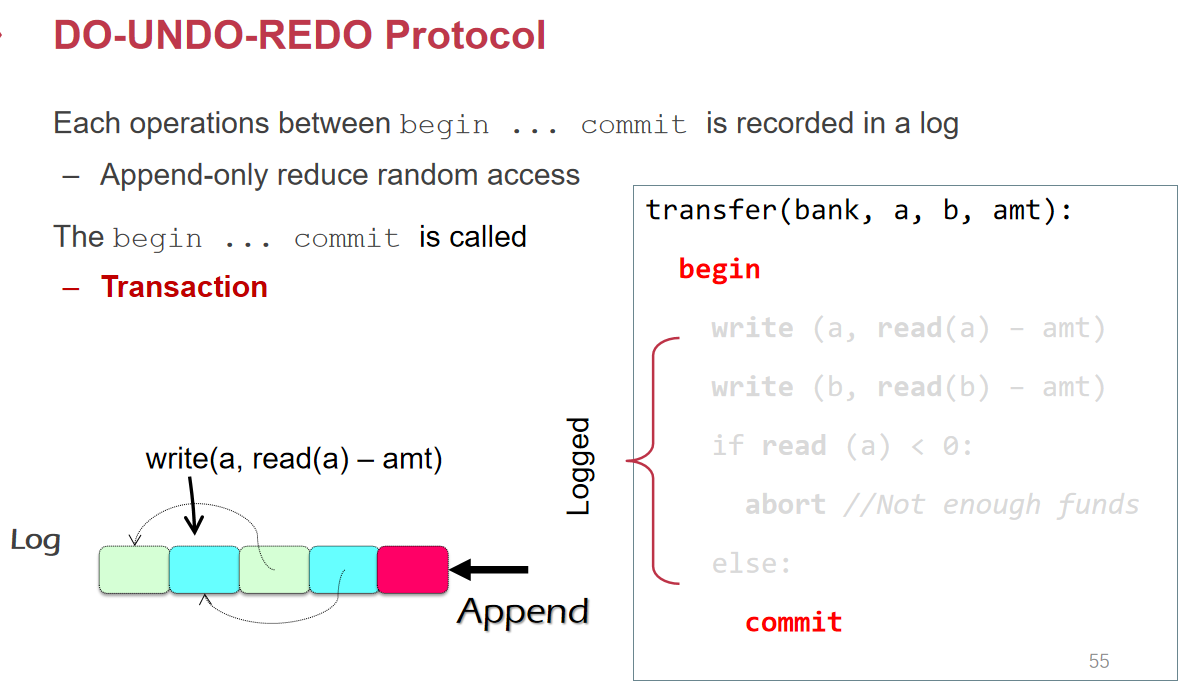 DO-UNDO-REDO Protocol
Each operations between begin ... commit is recorded in a log
– Append-only reduce random access
The begin ... commit is called
– Transaction
transfer(bank, a, b, amt):
begin
write (a, read(a) – amt)
write (b, read(b) – amt)
if read (a) < 0:
abort //Not enough funds
else:
commit
Logged
write(a, read(a) – amt)
Log
Append
55